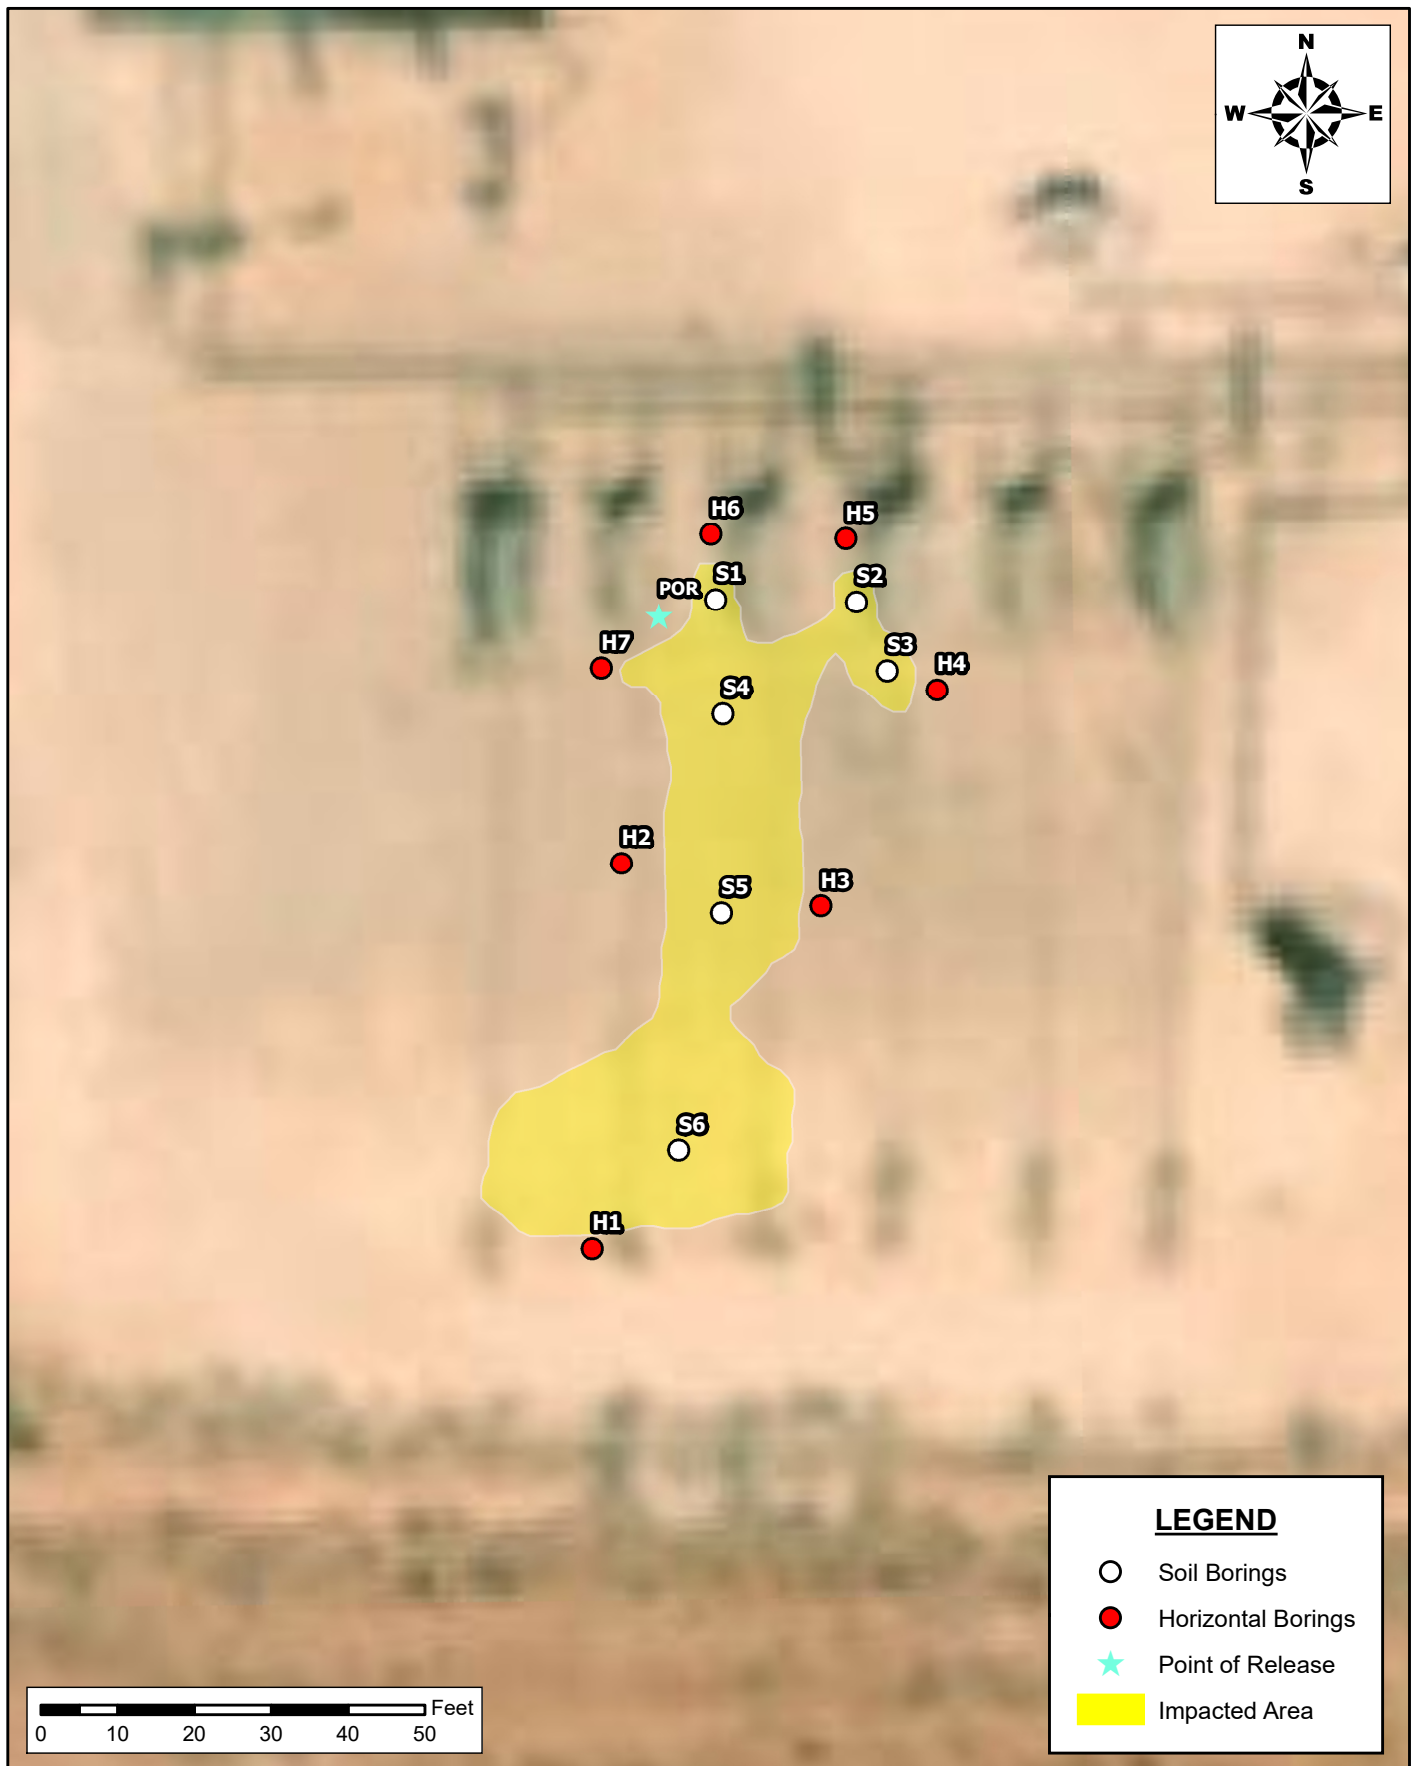 N
W E
S
H6
H5
S1
S2
POR
H7
S3
H4
S4
H2
H3
S5
S6
H1
LEGEND
Soil Borings
Horizontal Borings
Point of Release
Impacted Area
Feet
0 10 20 30 40 50